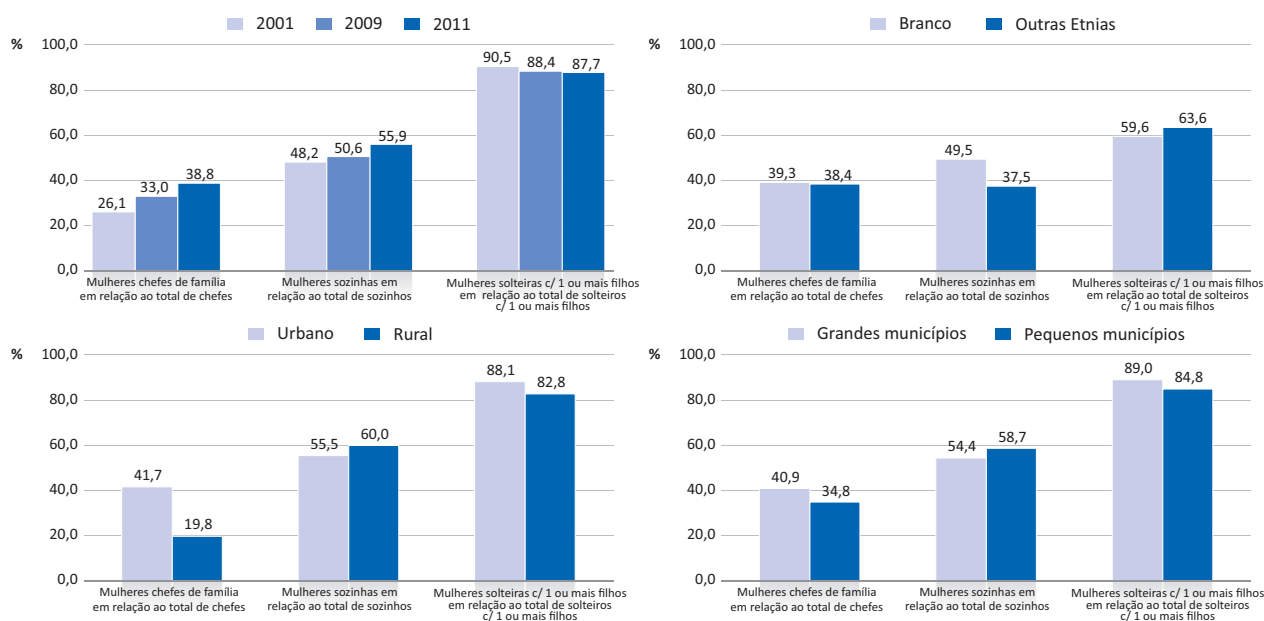 2001 2009 2011
%
100,0
80,0
60,0
40,0
20,0
0,0
26,1 33,0 38,8
48,2 50,6 55,9
90,5 88,4 87,7
Mulheres chefes de família
em relação ao total de chefes
Mulheres sozinhas em
relação ao total de sozinhos
Mulheres solteiras c/ 1 ou mais filhos
em relação ao total de solteiros
c/ 1 ou mais filhos
Branco Outras Etnias
%
100,0
80,0
60,0
40,0
20,0
0,0
39,3 38,4
49,5 37,5
59,6 63,6
Mulheres chefes de família
em relação ao total de chefes
Mulheres sozinhas em
relação ao total de sozinhos
Mulheres solteiras c/ 1 ou mais filhos
em relação ao total de solteiros
c/ 1 ou mais filhos
Urbano Rural
%
100,0
80,0
60,0
40,0
20,0
0,0
41,7 19,8
55,5 60,0
88,1 82,8
Mulheres chefes de família
em relação ao total de chefes
Mulheres sozinhas em
relação ao total de sozinhos
Mulheres solteiras c/ 1 ou mais filhos
em relação ao total de solteiros
c/ 1 ou mais filhos
Grandes municípios Pequenos municípios
%
100,0
80,0
60,0
40,0
20,0
0,0
40,9 34,8
54,4 58,7
89,0 84,8
Mulheres chefes de família
em relação ao total de chefes
Mulheres sozinhas em
relação ao total de sozinhos
Mulheres solteiras c/ 1 ou mais filhos
em relação ao total de solteiros
c/ 1 ou mais filhos